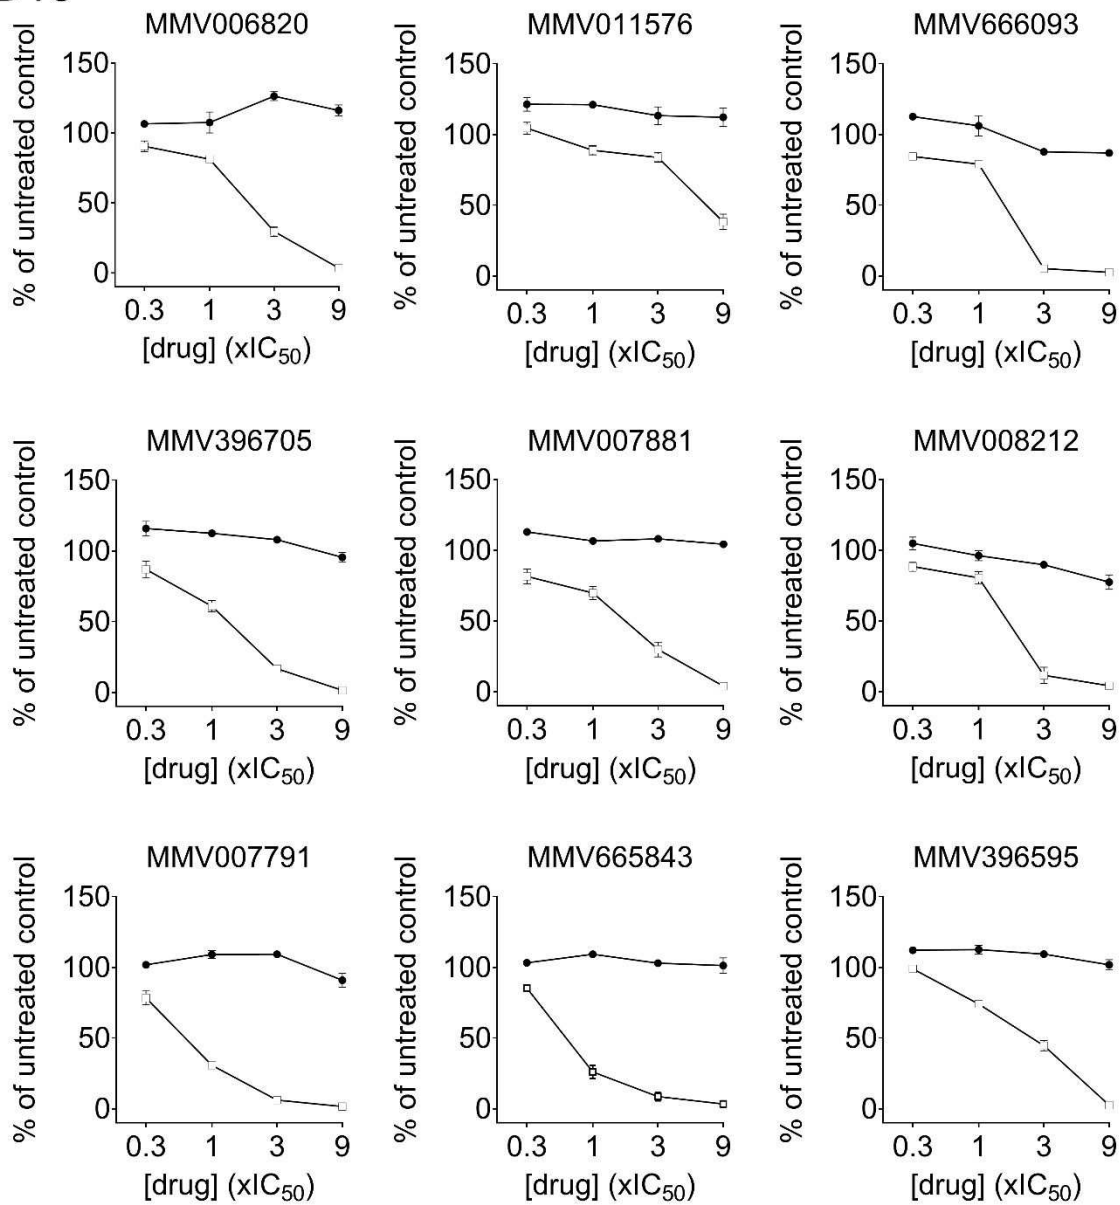 MMV006820
% of untreated control
150
100
50
0
0.3 1 3 9
[drug] (xIC50)
MMV011576
% of untreated control
150
100
50
0
0.3 1 3 9
[drug] (xIC50)
MMV666093
% of untreated control
150
100
50
0
0.3 1 3 9
[drug] (xIC50)
MMV396705
% of untreated control
150
100
50
0
0.3 1 3 9
[drug] (xIC50)
MMV007881
% of untreated control
150
100
50
0
0.3 1 3 9
[drug] (xIC50)
MMV008212
% of untreated control
150
100
50
0
0.3 1 3 9
[drug] (xIC50)
MMV007791
% of untreated control
150
100
50
0
0.3 1 3 9
[drug] (xIC50)
MMV665843
% of untreated control
150
100
50
0
0.3 1 3 9
[drug] (xIC50)
MMV396595
% of untreated control
150
100
50
0
0.3 1 3 9
[drug] (xIC50)